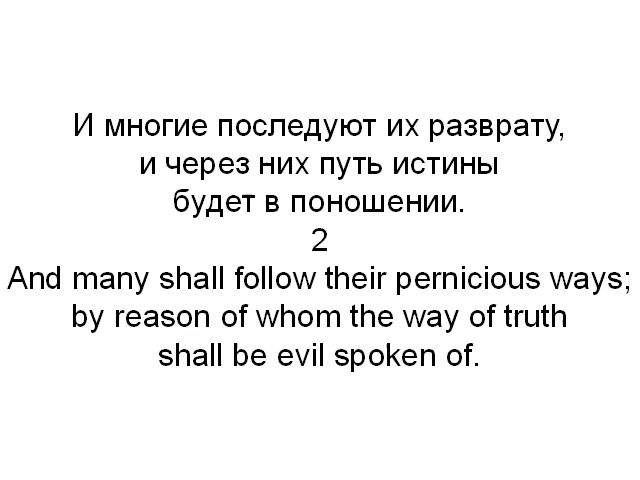 И многие последуют их разврату,
и через них путь истины
будет в поношении.
2
And many shall follow their pernicious ways;
by reason of whom the way of truth
shall be evil spoken of.